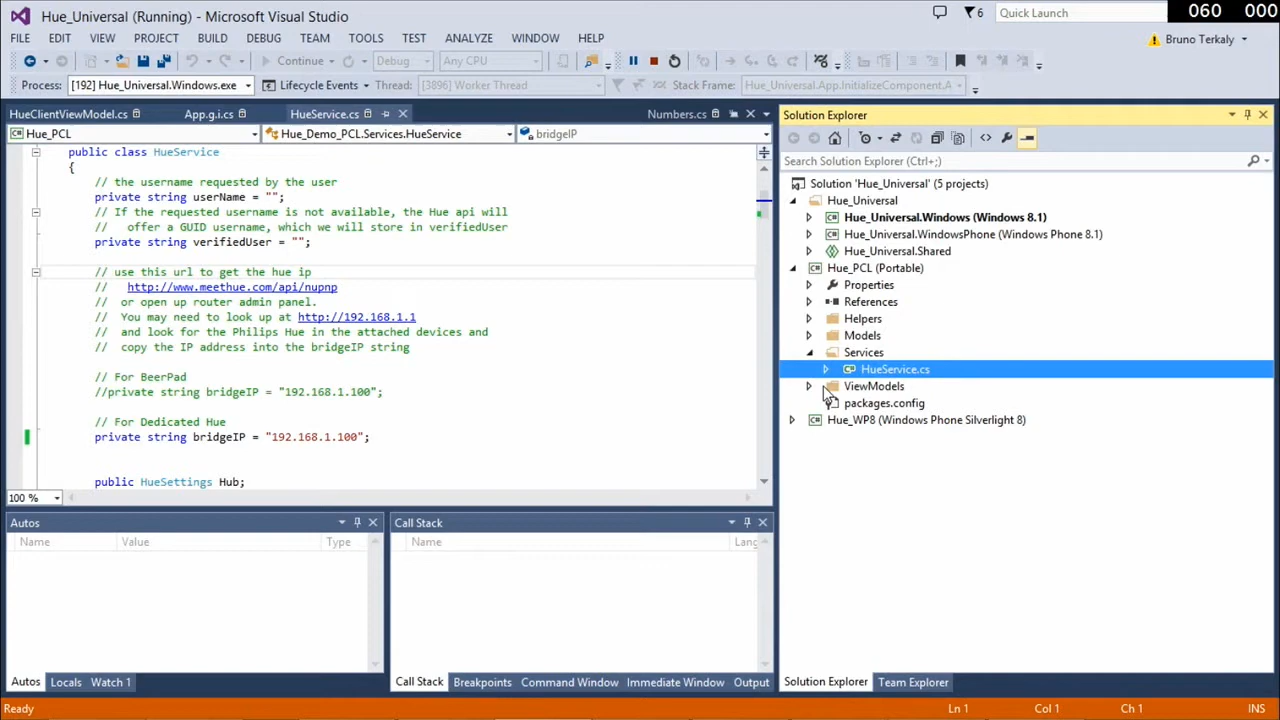 Hue_Universal (Running) - Microsoft Visual Studio
6
Quick Launch
060 000
FILE EDIT VIEW PROJECT BUILD DEBUG TEAM TOOLS TEST ANALYZE WINDOW HELP
Bruno Terkaly
Continue Debug Any CPU
Process: [192] Hue_Universal.Windows.exe Lifecycle Events Thread: [3896] Worker Thread Stack Frame: Hue_Universal.App.InitializeComponent.A
HueClientViewModel.cs App.g.i.cs HueService.cs Numbers.cs
Hue_PCL Hue_Demo_PCL.Services.HueService bridgeIP
public class HueService
{
// the username requested by the user
private string userName = "";
// If the requested username is not available, the Hue api will
// offer a GUID username, which we will store in verifiedUser
private string verifiedUser = "";
// use this url to get the hue ip
// http://www.meethue.com/api/nupnp
// or open up router admin panel.
// You may need to look up at http://192.168.1.1
// and look for the Philips Hue in the attached devices and
// copy the IP address into the bridgeIP string
// For BeerPad
//private string bridgeIP = "192.168.1.100";
// For Dedicated Hue
private string bridgeIP = "192.168.1.100";
public HueSettings Hub;
100 %
Autos
Name Value Type
Autos Locals Watch 1
Call Stack
Name Lang
Call Stack Breakpoints Command Window Immediate Window Output
Solution Explorer
Search Solution Explorer (Ctrl+;)
Solution 'Hue_Universal' (5 projects)
Hue_Universal
Hue_Universal.Windows (Windows 8.1)
Hue_Universal.WindowsPhone (Windows Phone 8.1)
Hue_Universal.Shared
Hue_PCL (Portable)
Properties
References
Helpers
Models
Services
HueService.cs
ViewModels
packages.config
Hue_WP8 (Windows Phone Silverlight 8)
Solution Explorer Team Explorer
Ready Ln 1 Col 1 Ch 1 INS